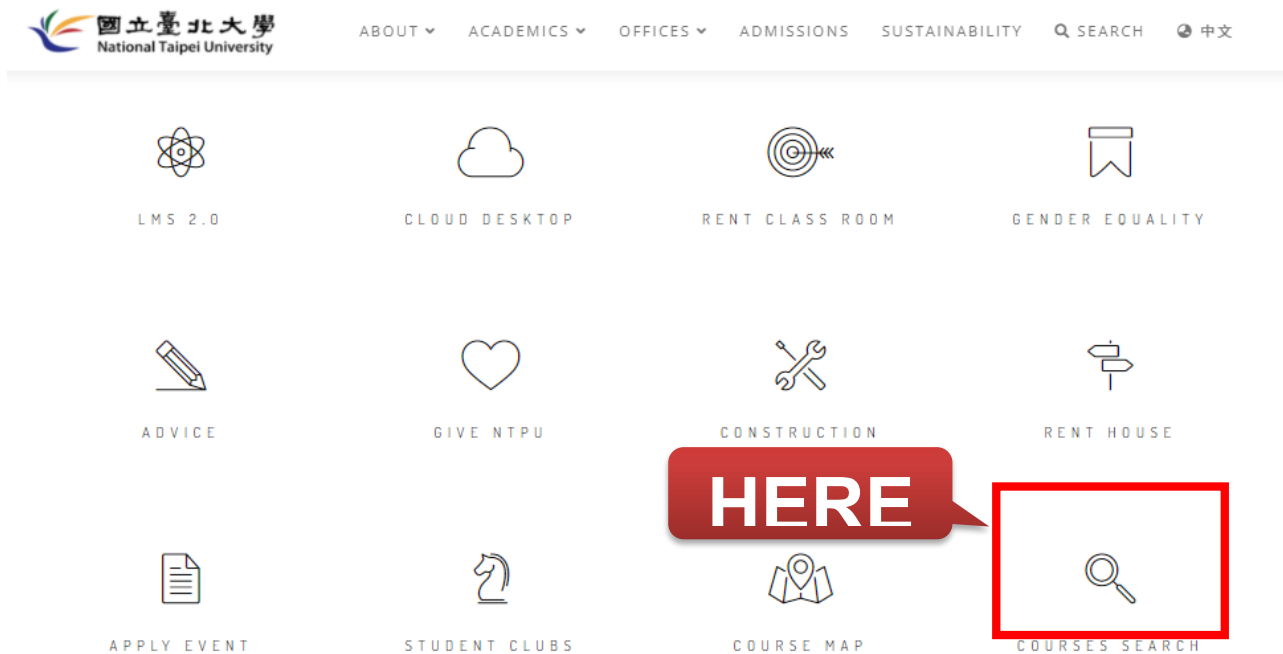 國立臺北大學
National Taipei University
ABOUT ACADEMICS OFFICES ADMISSIONS SUSTAINABILITY SEARCH 中文
LMS 2.0 CLOUD DESKTOP RENT CLASS ROOM GENDER EQUALITY
ADVICE GIVE NTPU CONSTRUCTION RENT HOUSE
HERE
APPLY EVENT STUDENT CLUBS COURSE MAP COURSES SEARCH